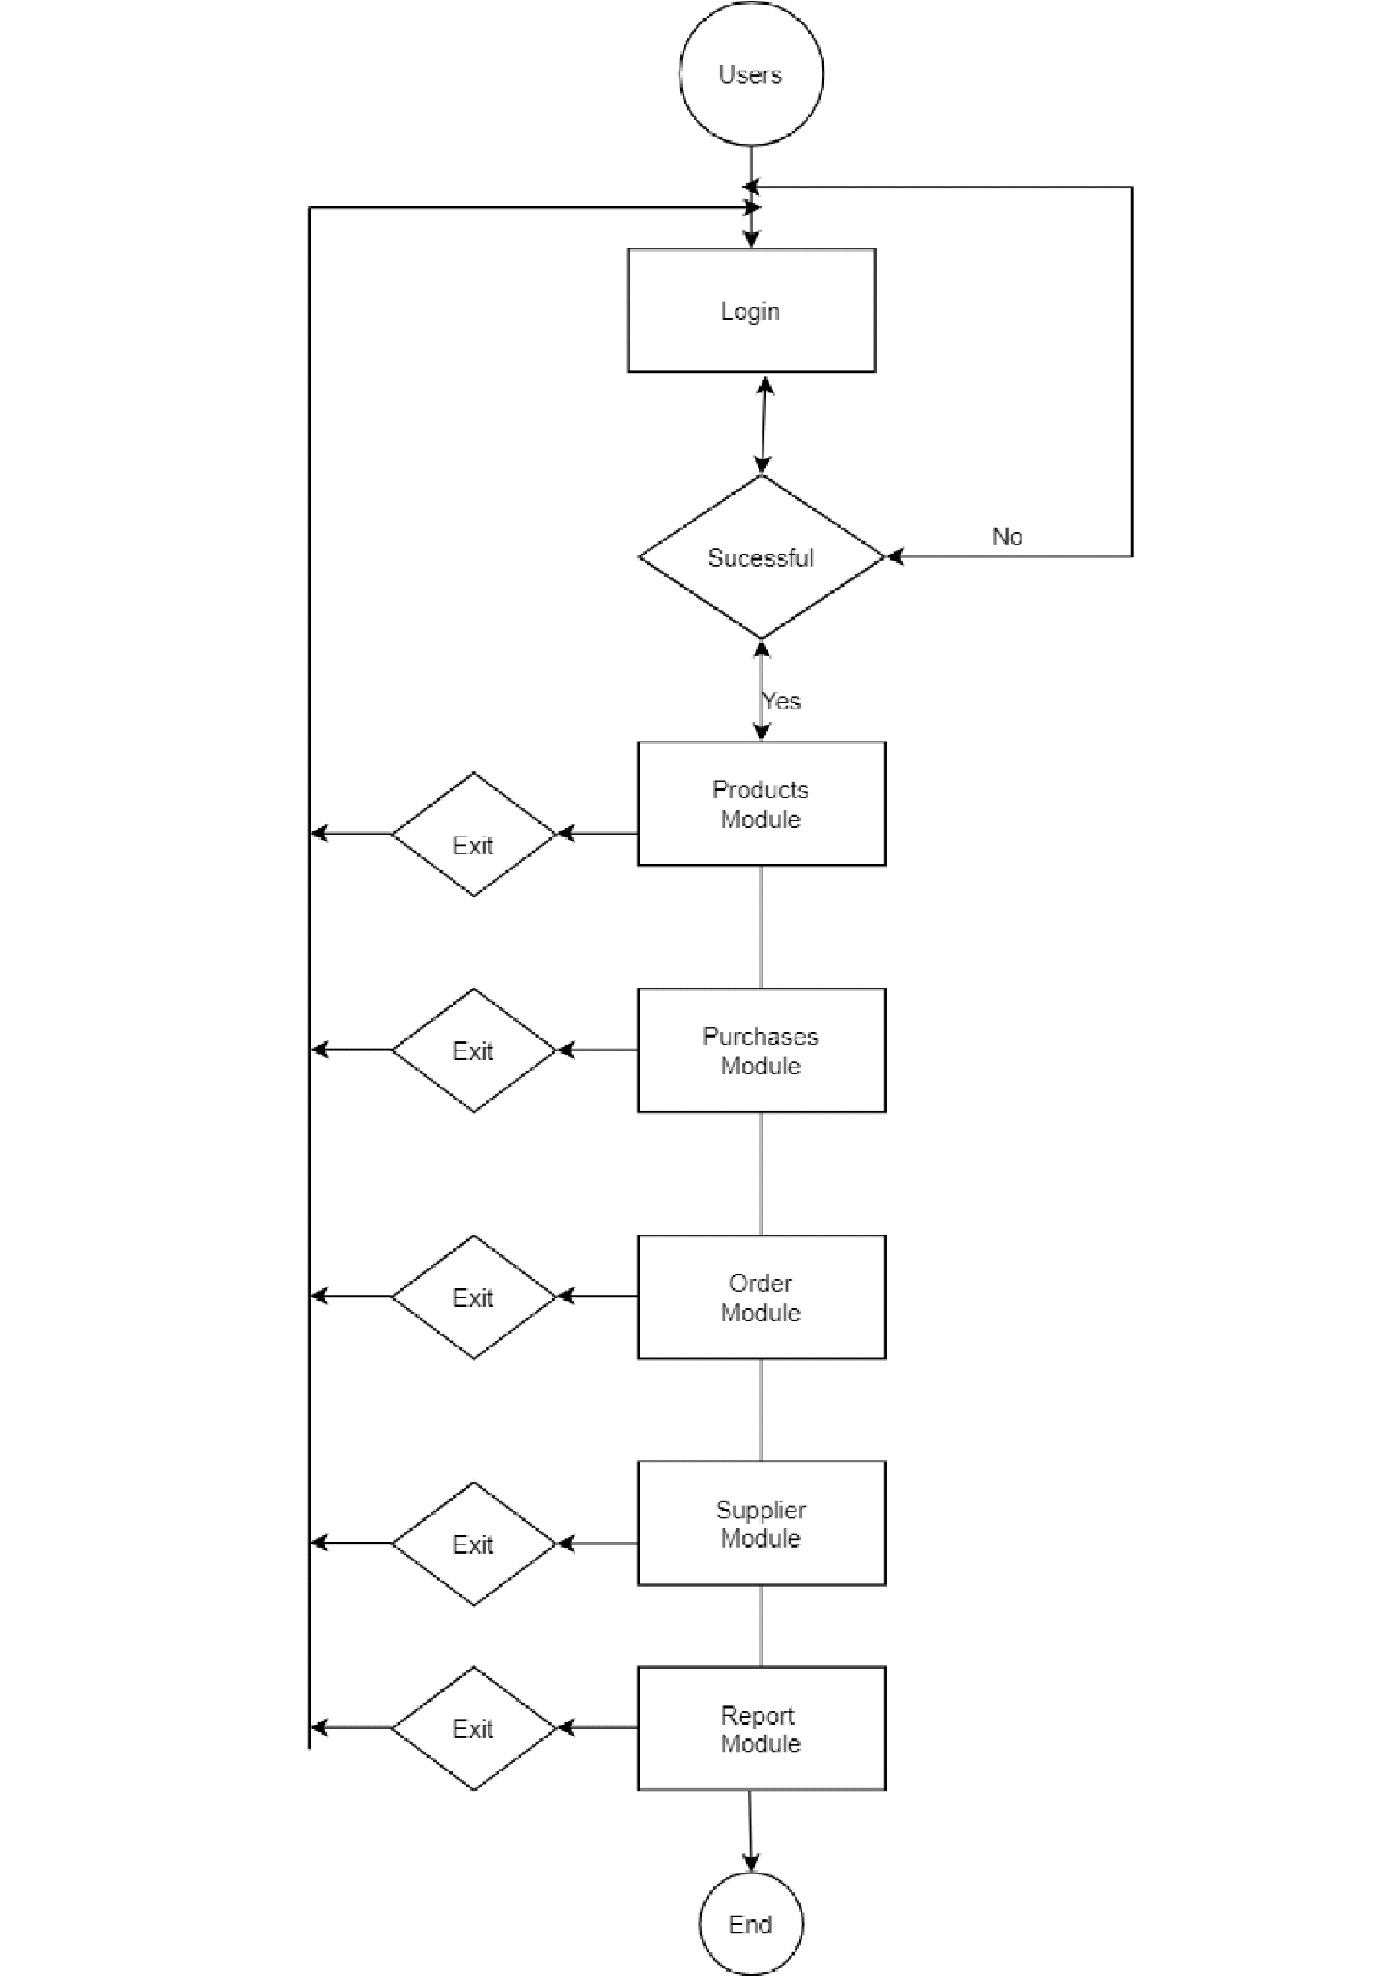 Users
Login
Sucessful
No
Yes
Products
Module
Exit
Purchases
Module
Exit
Order
Module
Exit
Supplier
Module
Exit
Report
Module
Exit
End